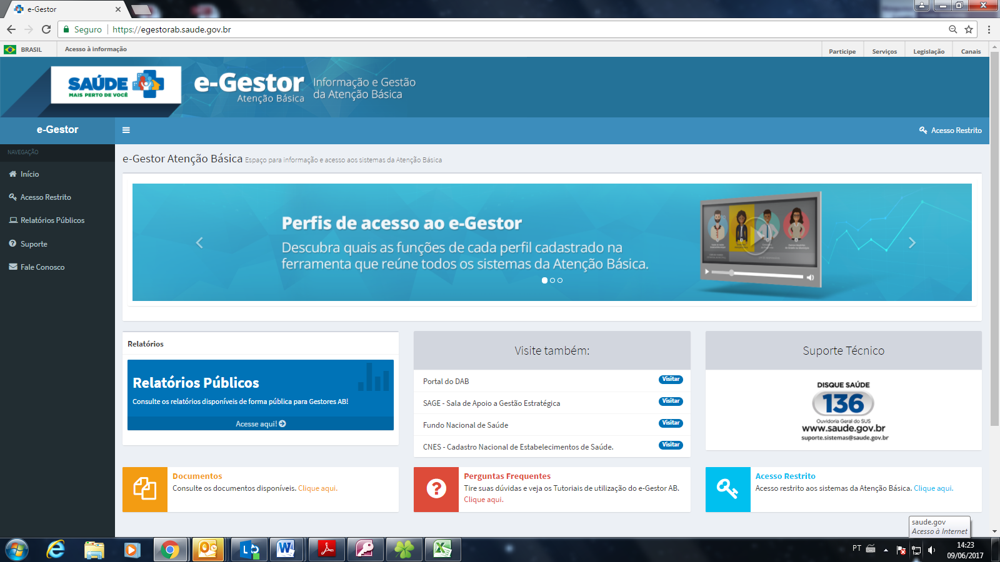 e-Gestor
Seguro
https://egestorab.saude.gov.br
BRASIL
Acesso à informação
Participe
Serviços
Legislação
Canais
SAÚDE
MAIS PERTO DE VOCÊ
e-Gestor
Atenção Básica
Informação e Gestão
da Atenção Básica
e-Gestor
Acesso Restrito
NAVEGAÇÃO
Início
Acesso Restrito
Relatórios Públicos
Suporte
Fale Conosco
e-Gestor Atenção Básica Espaço para informação e acesso aos sistemas da Atenção Básica
Perfis de acesso ao e-Gestor
Descubra quais as funções de cada perfil cadastrado na
ferramenta que reúne todos os sistemas da Atenção Básica.
Relatórios
Relatórios Públicos
Consulte os relatórios disponíveis de forma pública para Gestores AB!
Acesse aqui!
Visite também:
Portal do DAB Visitar
SAGE - Sala de Apoio a Gestão Estratégica Visitar
Fundo Nacional de Saúde Visitar
CNES - Cadastro Nacional de Estabelecimentos de Saúde. Visitar
Suporte Técnico
DISQUE SAÚDE
136
Ouvidoria Geral do SUS
www.saude.gov.br
suporte.sistemas@saude.gov.br
Documentos
Consulte os documentos disponíveis. Clique aqui.
Perguntas Frequentes
Tire suas dúvidas e veja os Tutoriais de utilização do e-Gestor AB.
Clique aqui.
Acesso Restrito
Acesso restrito aos sistemas da Atenção Básica. Clique aqui.
saude.gov
Acesso à Internet
PT
14:23
09/06/2017